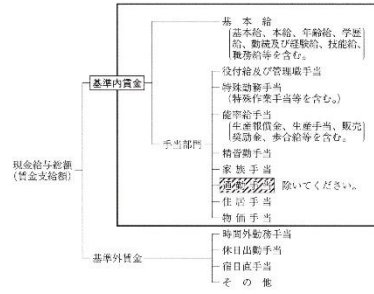 基本給
基本給、本給、年齢給、学歴
給、勤続及び経験給、技能給、
職務給等を含む。
役付給及び管理職手当
基準内賃金
特殊勤務手当
(特殊作業手当等を含む。)
能率給手当
生産報償金、生産手当、販売
奨励金、歩合給等を含む。
手当部門
精皆勤手当
現金給与総額
(賃金支給額)
家族手当
通勤手当 除いてください。
住居手当
物価手当
時間外勤務手当
基準外賃金
休日出勤手当
宿日直手当
その他